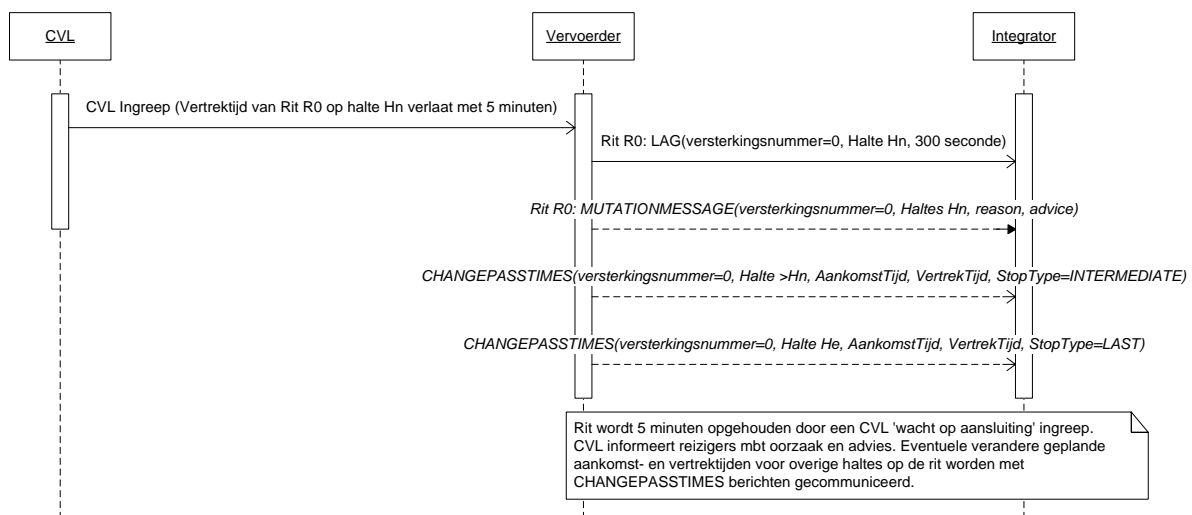 CVL
Vervoerder
Integrator
CVL Ingreep (Vertrektijd van Rit R0 op halte Hn verlaat met 5 minuten)
Rit R0: LAG(versterkingsnummer=0, Halte Hn, 300 seconde)
Rit R0: MUTATIONMESSAGE(versterkingsnummer=0, Haltes Hn, reason, advice)
CHANGEPASSTIMES(versterkingsnummer=0, Halte >Hn, AankomstTijd, VertrekTijd, StopType=INTERMEDIATE)
CHANGEPASSTIMES(versterkingsnummer=0, Halte He, AankomstTijd, VertrekTijd, StopType=LAST)
Rit wordt 5 minuten opgehouden door een CVL 'wacht op aansluiting' ingreep.
CVL informeert reizigers mbt oorzaak en advies. Eventuele verandere geplande
aankomst- en vertrektijden voor overige haltes op de rit worden met
CHANGEPASSTIMES berichten gecommuniceerd.